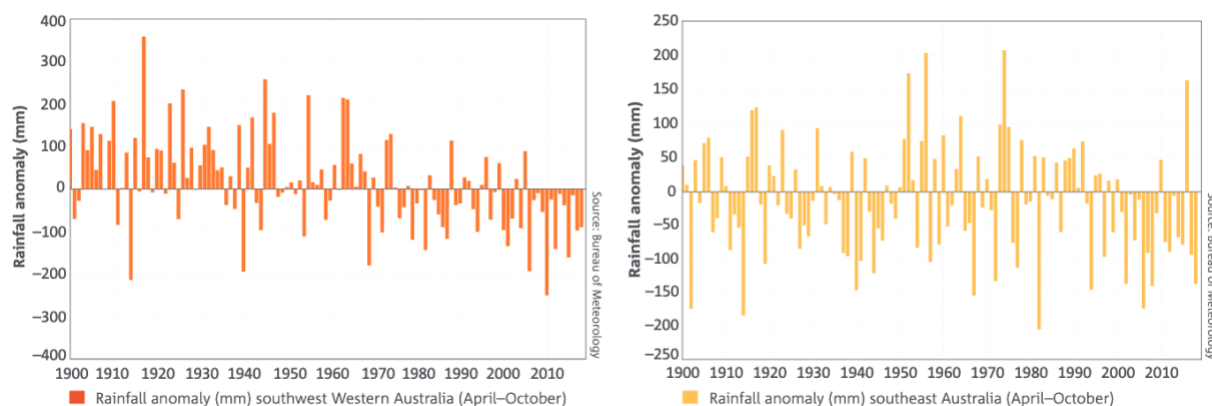 Rainfall anomaly (mm)
400
300
200
100
0
−100
−200
−300
−400
1900 1910 1920 1930 1940 1950 1960 1970 1980 1990 2000 2010
Source: Bureau of Meteorology
Rainfall anomaly (mm) southwest Western Australia (April–October)
Rainfall anomaly (mm)
250
200
150
100
50
0
−50
−100
−150
−200
−250
1900 1910 1920 1930 1940 1950 1960 1970 1980 1990 2000 2010
Source: Bureau of Meteorology
Rainfall anomaly (mm) southeast Australia (April–October)